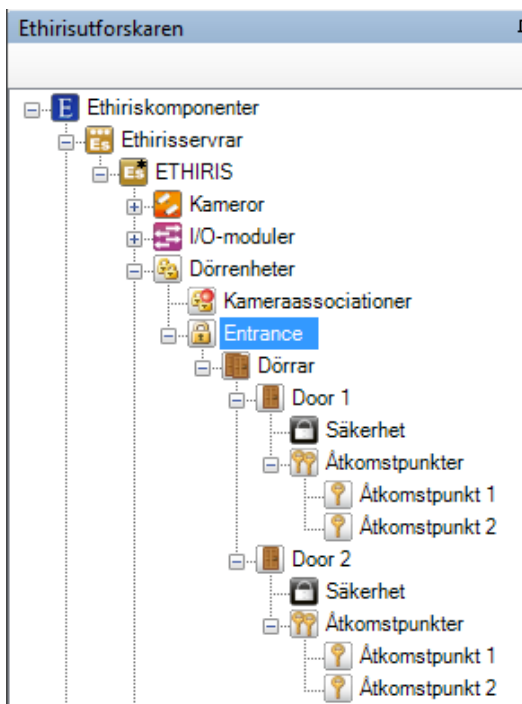 Ethirisutforskaren
Ethiriskomponenter
Ethirisservrar
ETHIRIS
Kameror
I/O-moduler
Dörrenheter
Kameraassociationer
Entrance
Dörrar
Door 1
Säkerhet
Åtkomstpunkter
Åtkomstpunkt 1
Åtkomstpunkt 2
Door 2
Säkerhet
Åtkomstpunkter
Åtkomstpunkt 1
Åtkomstpunkt 2